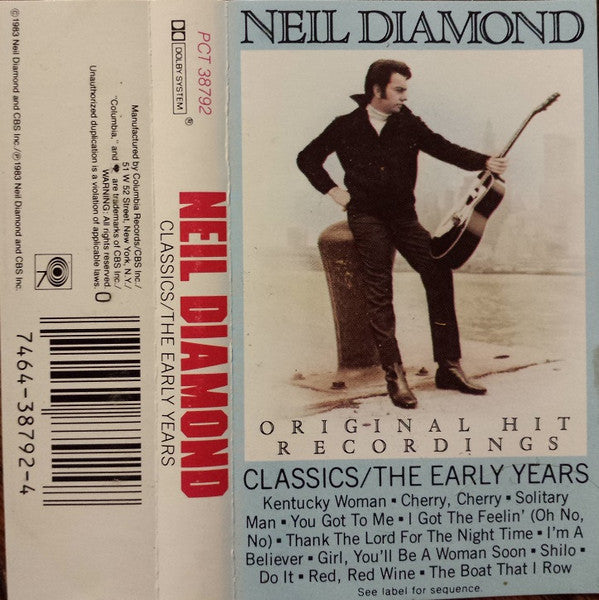 ©1983 Neil Diamond and CBS Inc./℗1983 Neil Diamond and CBS Inc.
Manufactured by Columbia Records/CBS Inc./
51 W 52 Street, New York, N.Y./
"Columbia," and are trademarks of CBS Inc./
WARNING: All rights reserved.
Unauthorized duplication is a violation of applicable laws.
O
7464-38792-4
PCT 38792
DOLBY SYSTEM®
NEIL DIAMOND
CLASSICS/THE EARLY YEARS
NEIL DIAMOND
ORIGINAL HIT
RECORDINGS
CLASSICS/THE EARLY YEARS
Kentucky Woman ▪ Cherry, Cherry ▪ Solitary
Man ▪ You Got To Me ▪ I Got The Feelin' (Oh No,
No) ▪ Thank The Lord For The Night Time ▪ I'm A
Believer ▪ Girl, You'll Be A Woman Soon ▪ Shilo ▪
Do It ▪ Red, Red Wine ▪ The Boat That I Row
See label for sequence.